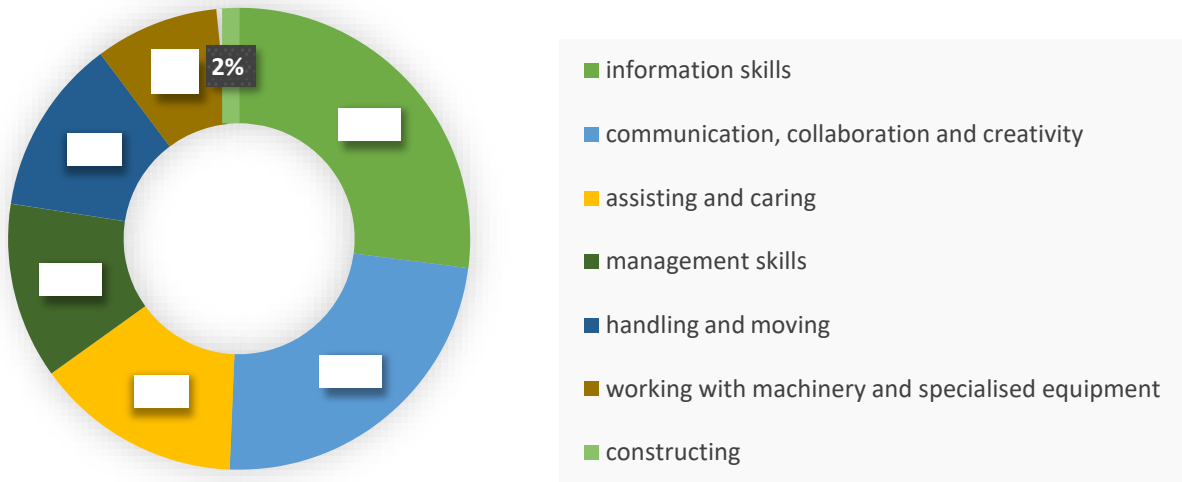 2%
information skills
communication, collaboration and creativity
assisting and caring
management skills
handling and moving
working with machinery and specialised equipment
constructing